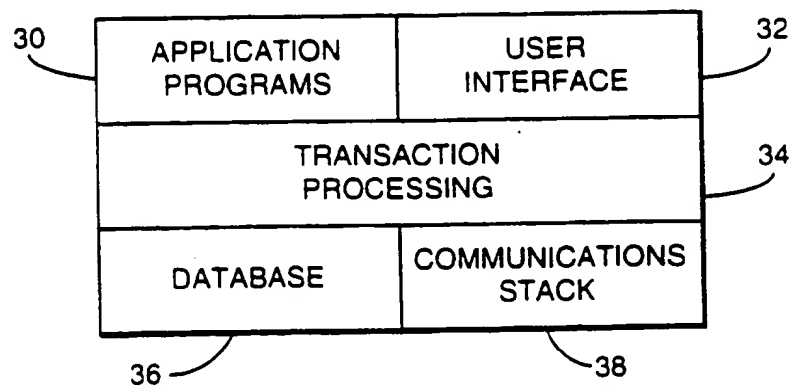 30
APPLICATION
PROGRAMS
USER
INTERFACE
32
TRANSACTION
PROCESSING
34
DATABASE
COMMUNICATIONS
STACK
36
38